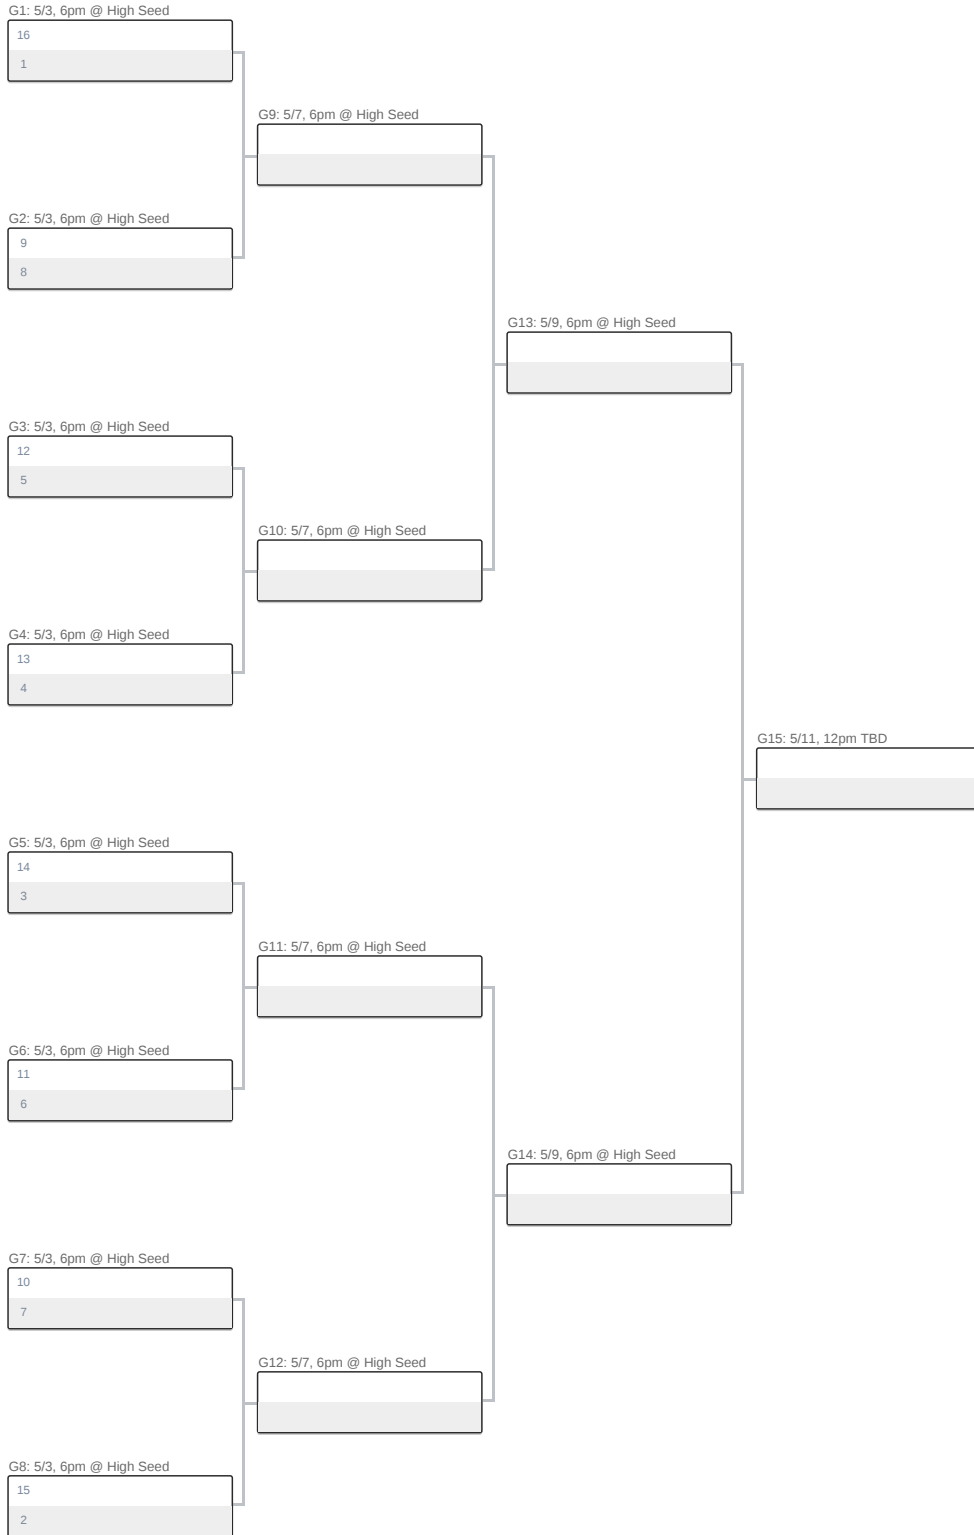 G1: 5/3, 6pm @ High Seed
16
1
G9: 5/7, 6pm @ High Seed
G2: 5/3, 6pm @ High Seed
9
8
G13: 5/9, 6pm @ High Seed
G3: 5/3, 6pm @ High Seed
12
5
G10: 5/7, 6pm @ High Seed
G4: 5/3, 6pm @ High Seed
13
4
G15: 5/11, 12pm TBD
G5: 5/3, 6pm @ High Seed
14
3
G11: 5/7, 6pm @ High Seed
G6: 5/3, 6pm @ High Seed
11
6
G14: 5/9, 6pm @ High Seed
G7: 5/3, 6pm @ High Seed
10
7
G12: 5/7, 6pm @ High Seed
G8: 5/3, 6pm @ High Seed
15
2